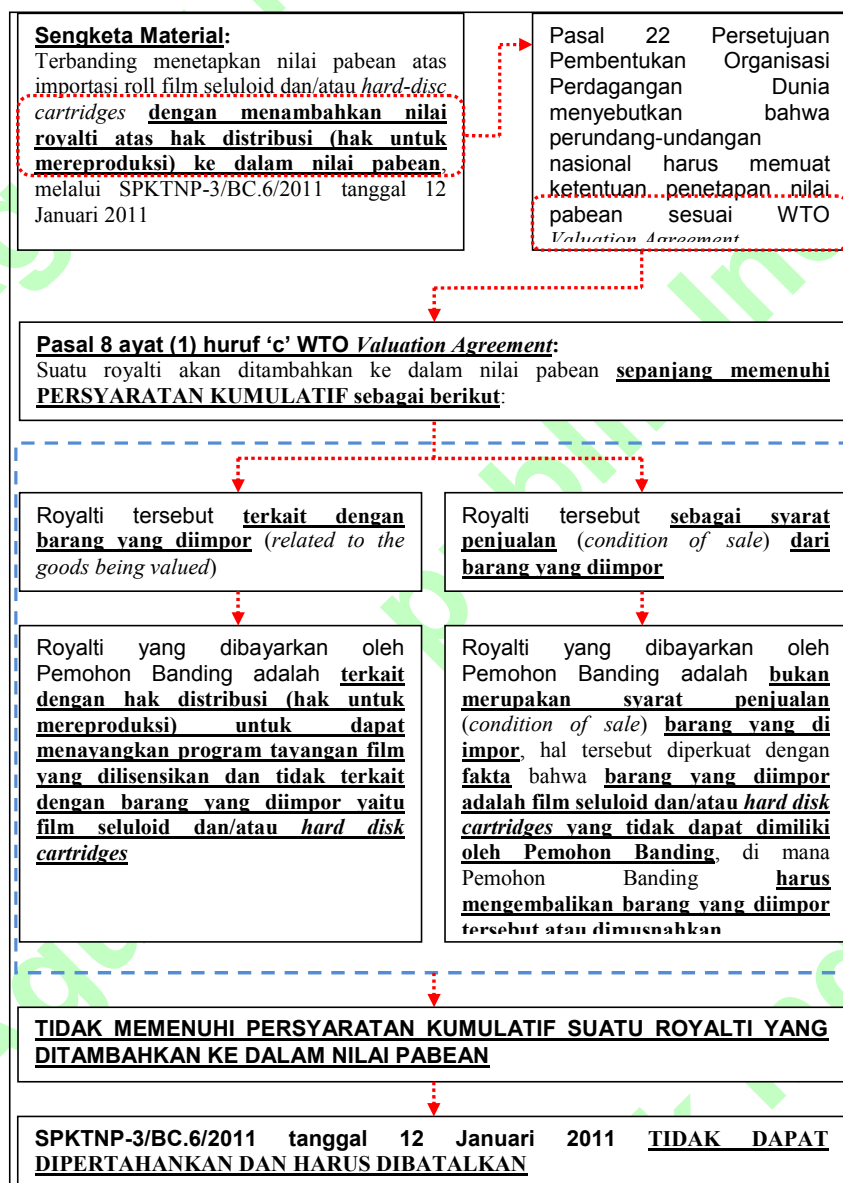 Sengketa Material:
Terbanding menetapkan nilai pabean atas
importasi roll film seluloid dan/atau hard-disc
cartridges dengan menambahkan nilai
royalti atas hak distribusi (hak untuk
mereproduksi) ke dalam nilai pabean,
melalui SPKTNP-3/BC.6/2011 tanggal 12
Januari 2011
Pasal 22 Persetujuan
Pembentukan Organisasi
Perdagangan Dunia
menyebutkan bahwa
perundang-undangan
nasional harus memuat
ketentuan penetapan nilai
pabean sesuai WTO
Valuation Agreement
Pasal 8 ayat (1) huruf ‘c’ WTO Valuation Agreement:
Suatu royalti akan ditambahkan ke dalam nilai pabean sepanjang memenuhi
PERSYARATAN KUMULATIF sebagai berikut:
Royalti tersebut terkait dengan
barang yang diimpor (related to the
goods being valued)
Royalti tersebut sebagai syarat
penjualan (condition of sale) dari
barang yang diimpor
Royalti yang dibayarkan oleh
Pemohon Banding adalah terkait
dengan hak distribusi (hak untuk
mereproduksi) untuk dapat
menayangkan program tayangan film
yang dilisensikan dan tidak terkait
dengan barang yang diimpor yaitu
film seluloid dan/atau hard disk
cartridges
Royalti yang dibayarkan oleh
Pemohon Banding adalah bukan
merupakan syarat penjualan
(condition of sale) barang yang di
impor, hal tersebut diperkuat dengan
fakta bahwa barang yang diimpor
adalah film seluloid dan/atau hard disk
cartridges yang tidak dapat dimiliki
oleh Pemohon Banding, di mana
Pemohon Banding harus
mengembalikan barang yang diimpor
tersebut atau dimusnahkan
TIDAK MEMENUHI PERSYARATAN KUMULATIF SUATU ROYALTI YANG
DITAMBAHKAN KE DALAM NILAI PABEAN
SPKTNP-3/BC.6/2011 tanggal 12 Januari 2011 TIDAK DAPAT
DIPERTAHANKAN DAN HARUS DIBATALKAN